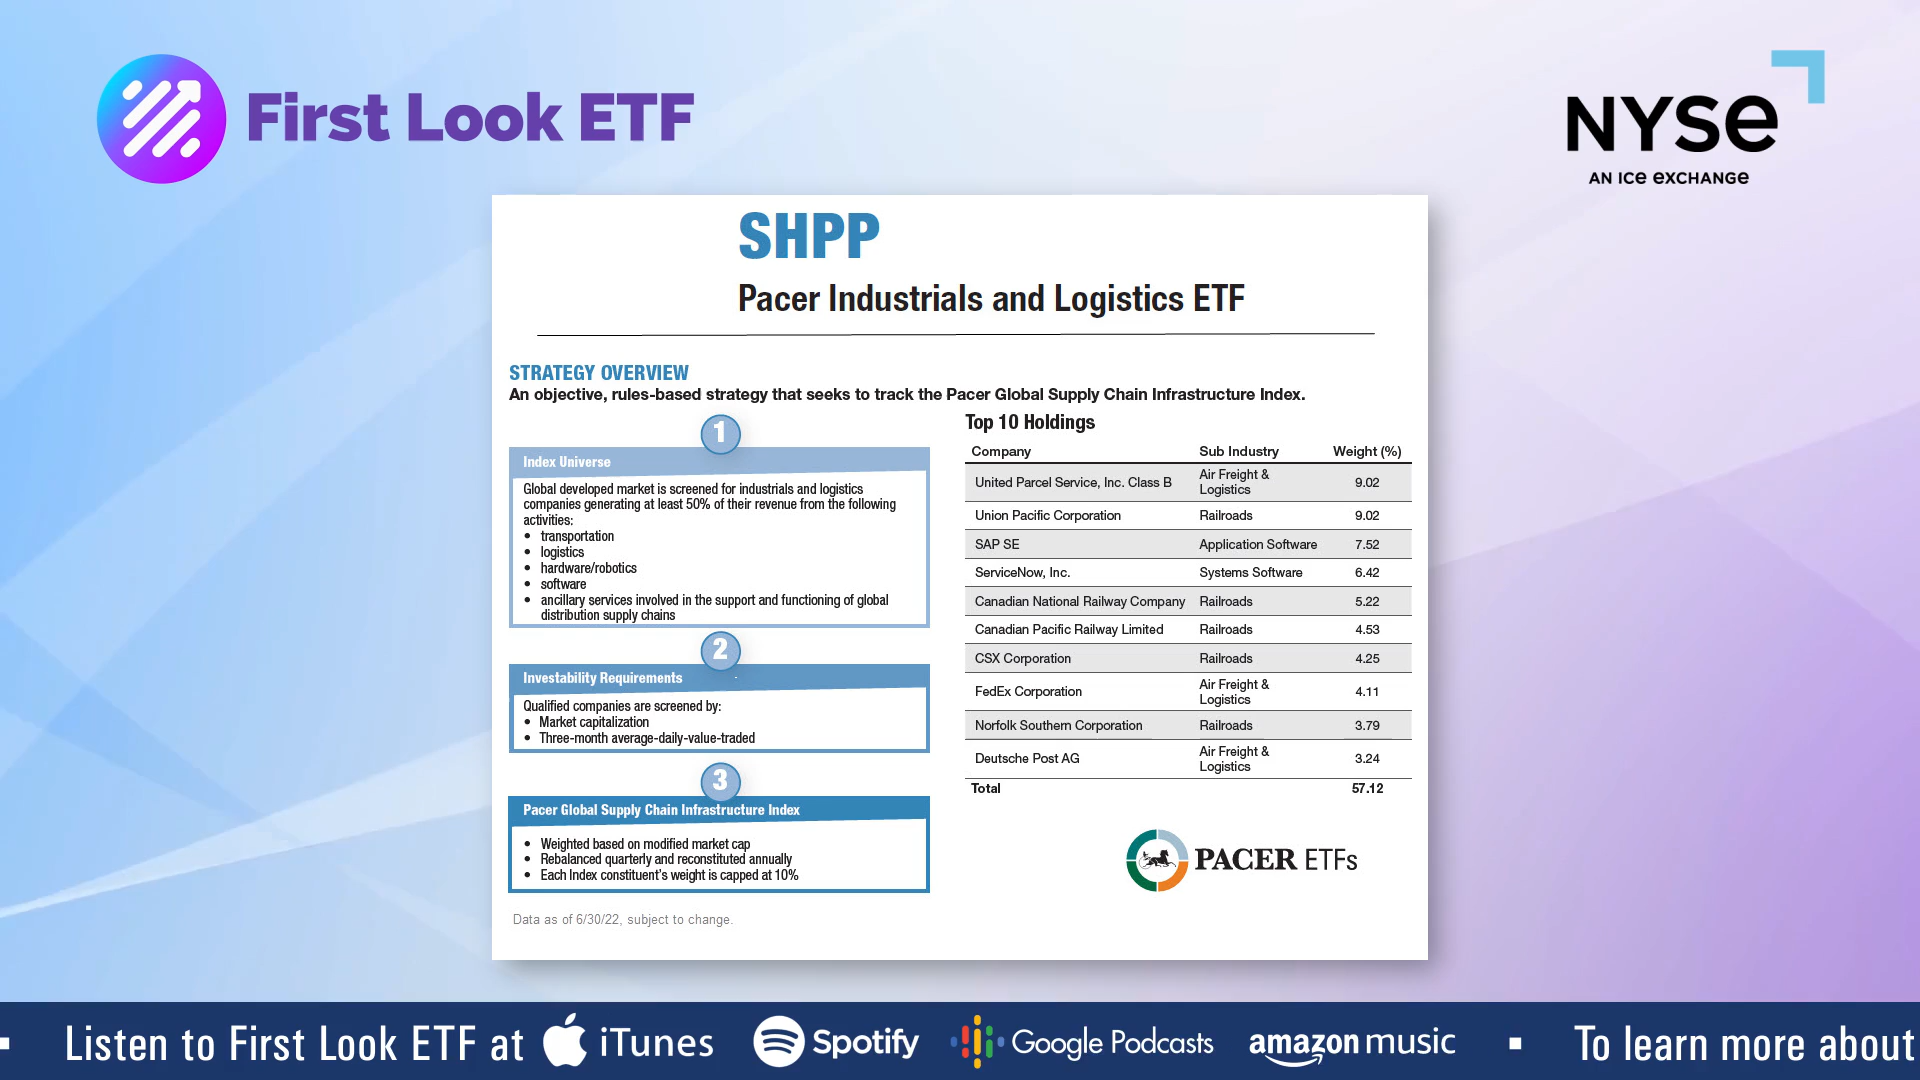 First Look ETF
NYSE
AN ICE EXCHANGE
SHPP
Pacer Industrials and Logistics ETF
STRATEGY OVERVIEW
An objective, rules-based strategy that seeks to track the Pacer Global Supply Chain Infrastructure Index.
1
Index Universe
Global developed market is screened for industrials and logistics
companies generating at least 50% of their revenue from the following
activities:
• transportation
• logistics
• hardware/robotics
• software
• ancillary services involved in the support and functioning of global
distribution supply chains
2
Investability Requirements
Qualified companies are screened by:
• Market capitalization
• Three-month average-daily-value-traded
3
Pacer Global Supply Chain Infrastructure Index
• Weighted based on modified market cap
• Rebalanced quarterly and reconstituted annually
• Each Index constituent's weight is capped at 10%
Data as of 6/30/22, subject to change.
Top 10 Holdings
Company Sub Industry Weight (%)
United Parcel Service, Inc. Class B Air Freight & Logistics 9.02
Union Pacific Corporation Railroads 9.02
SAP SE Application Software 7.52
ServiceNow, Inc. Systems Software 6.42
Canadian National Railway Company Railroads 5.22
Canadian Pacific Railway Limited Railroads 4.53
CSX Corporation Railroads 4.25
FedEx Corporation Air Freight & Logistics 4.11
Norfolk Southern Corporation Railroads 3.79
Deutsche Post AG Air Freight & Logistics 3.24
Total 57.12
PACER ETFs
Listen to First Look ETF at iTunes Spotify Google Podcasts amazon music ▪ To learn more about